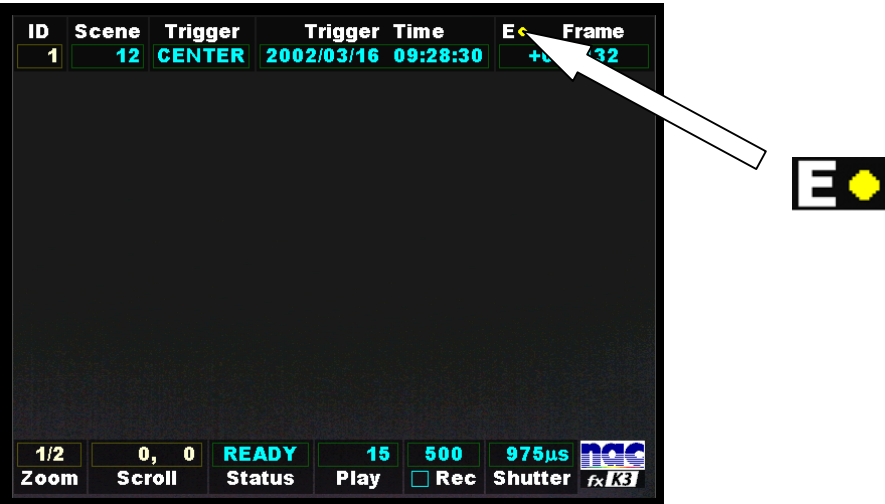 ID Scene Trigger Trigger Time E Frame
1 12 CENTER 2002/03/16 09:28:30 32
E
1/2 0, 0 READY 15 500 975µs nac
Zoom Scroll Status Play Rec Shutter fx K3